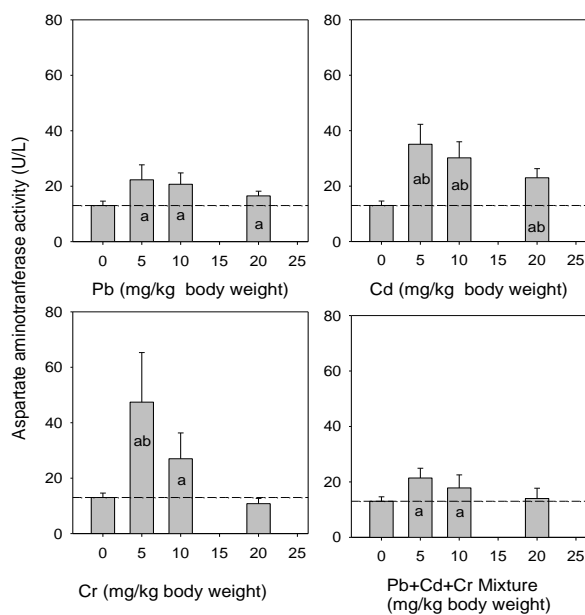 Aspartate aminotranferase activity (U/L)
80
60
40
20
0
a
a
a
0 5 10 15 20 25
Pb (mg/kg body weight)
80
60
40
20
0
ab
ab
ab
0 5 10 15 20 25
Cd (mg/kg body weight)
80
60
40
20
0
ab
a
0 5 10 15 20 25
Cr (mg/kg body weight)
80
60
40
20
0
a
a
0 5 10 15 20 25
Pb+Cd+Cr Mixture
(mg/kg body weight)